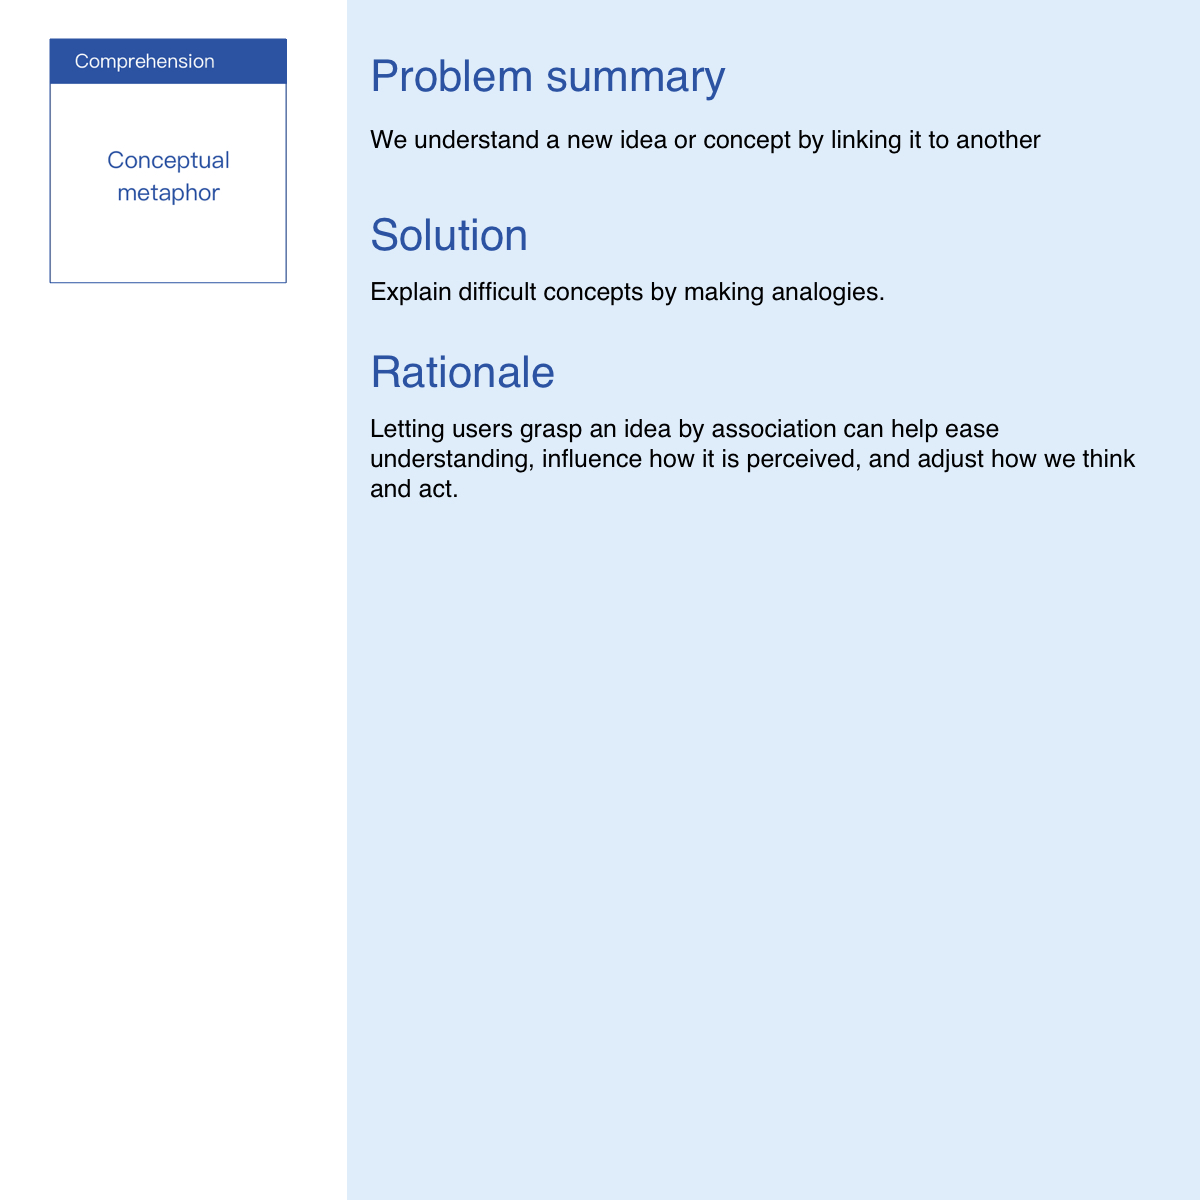 Comprehension
Conceptual
metaphor
Problem summary
We understand a new idea or concept by linking it to another
Solution
Explain difficult concepts by making analogies.
Rationale
Letting users grasp an idea by association can help ease
understanding, influence how it is perceived, and adjust how we think
and act.